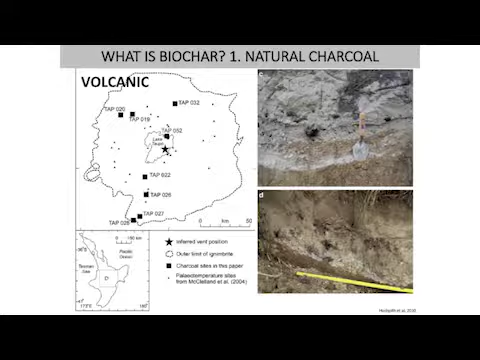 WHAT IS BIOCHAR? 1. NATURAL CHARCOAL
VOLCANIC
TAP 032
TAP 020
TAP 019
TAP 052
Lake
Taupo
TAP 622
TAP 026
TAP 027
TAP 028
0 km 50
c
d
0 150 km
Pacific
Ocean
Tasman
Sea
Inferred vent position
Outer limit of ignimbrite
Charcoal sites in this paper
Palaeotemperature sites
from McClelland et al. (2004)